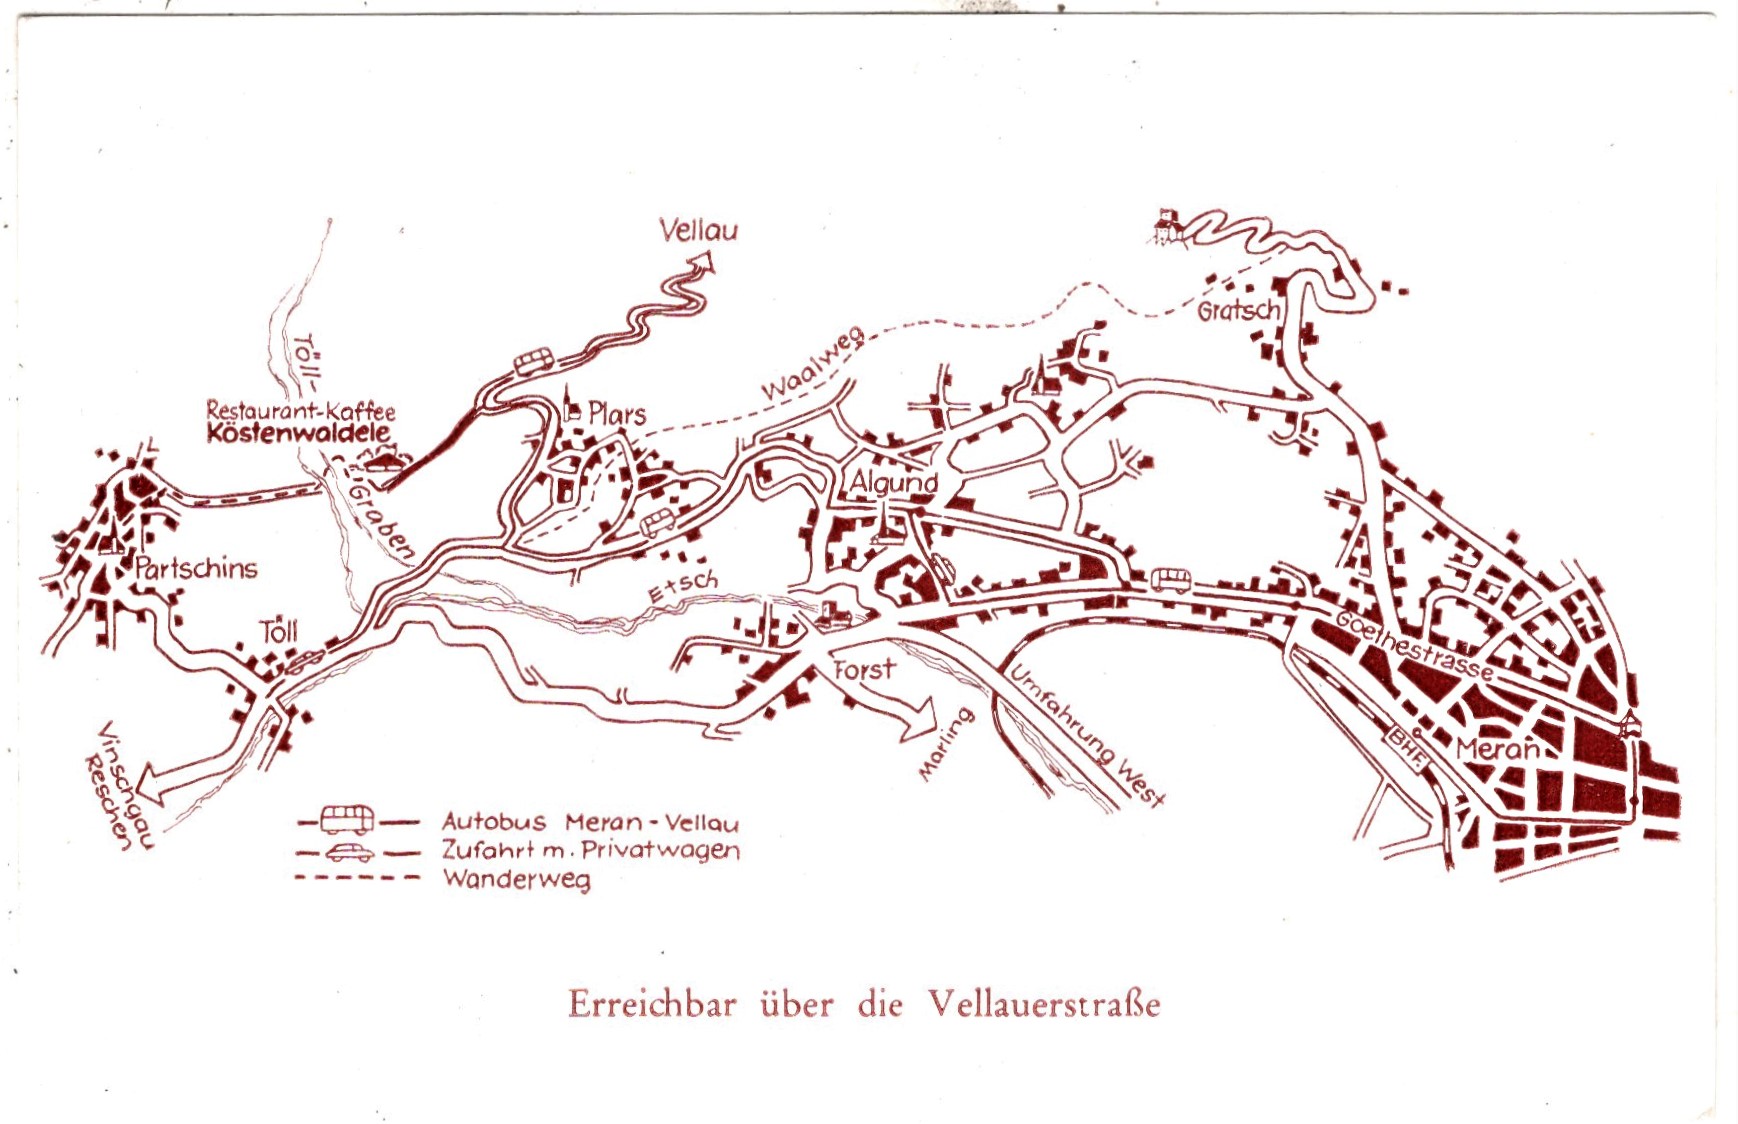 Vellau
Gratsch
Töll-
Graben
Waalweg
Restaurant-Kaffee
Köstenwaldele
Plars
Algund
Partschins
Etsch
Töll
Goethestrasse
Forst
Umfahrung West
Marling
Meran
BHF.
Vinschgau
Reschen
Autobus Meran - Vellau
Zufahrt m. Privatwagen
Wanderweg
Erreichbar über die Vellauerstraße